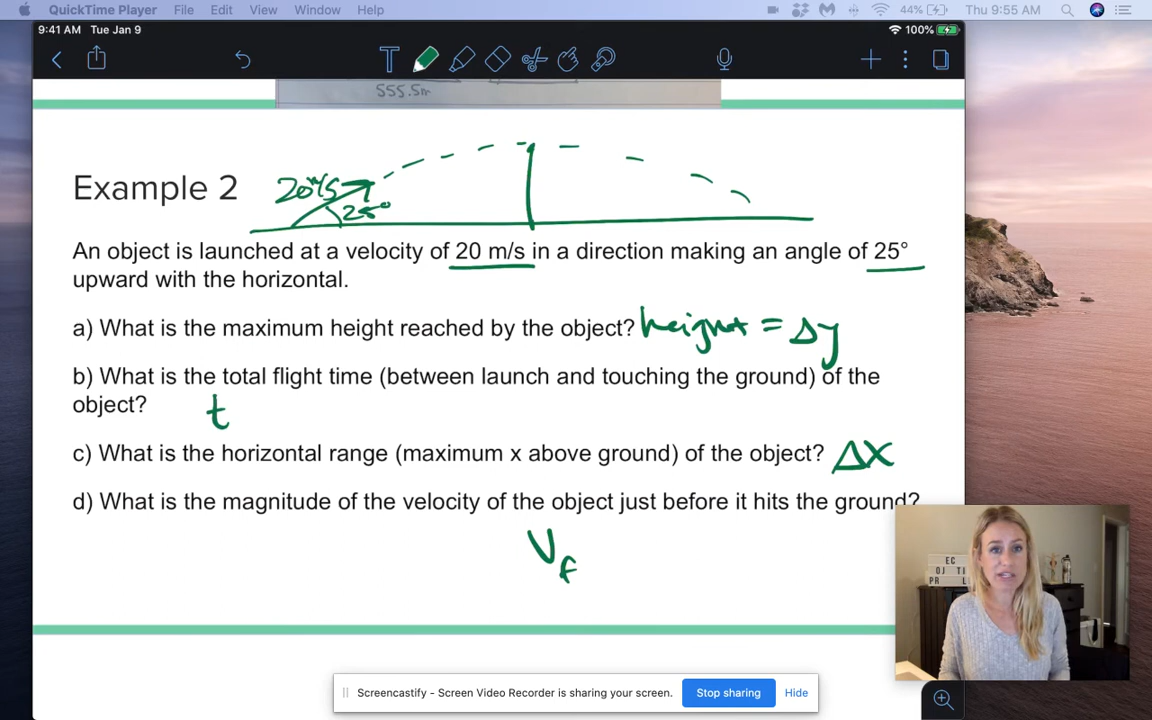 QuickTime Player File Edit View Window Help 44% Thu 9:55 AM
9:41 AM Tue Jan 9 100%
T
555.5m
Example 2
20 m/s
25°
An object is launched at a velocity of 20 m/s in a direction making an angle of 25°
upward with the horizontal.
a) What is the maximum height reached by the object? height = Δy
b) What is the total flight time (between launch and touching the ground) of the
object? t
c) What is the horizontal range (maximum x above ground) of the object? Δx
d) What is the magnitude of the velocity of the object just before it hits the ground?
Vf
Screencastify - Screen Video Recorder is sharing your screen. Stop sharing Hide